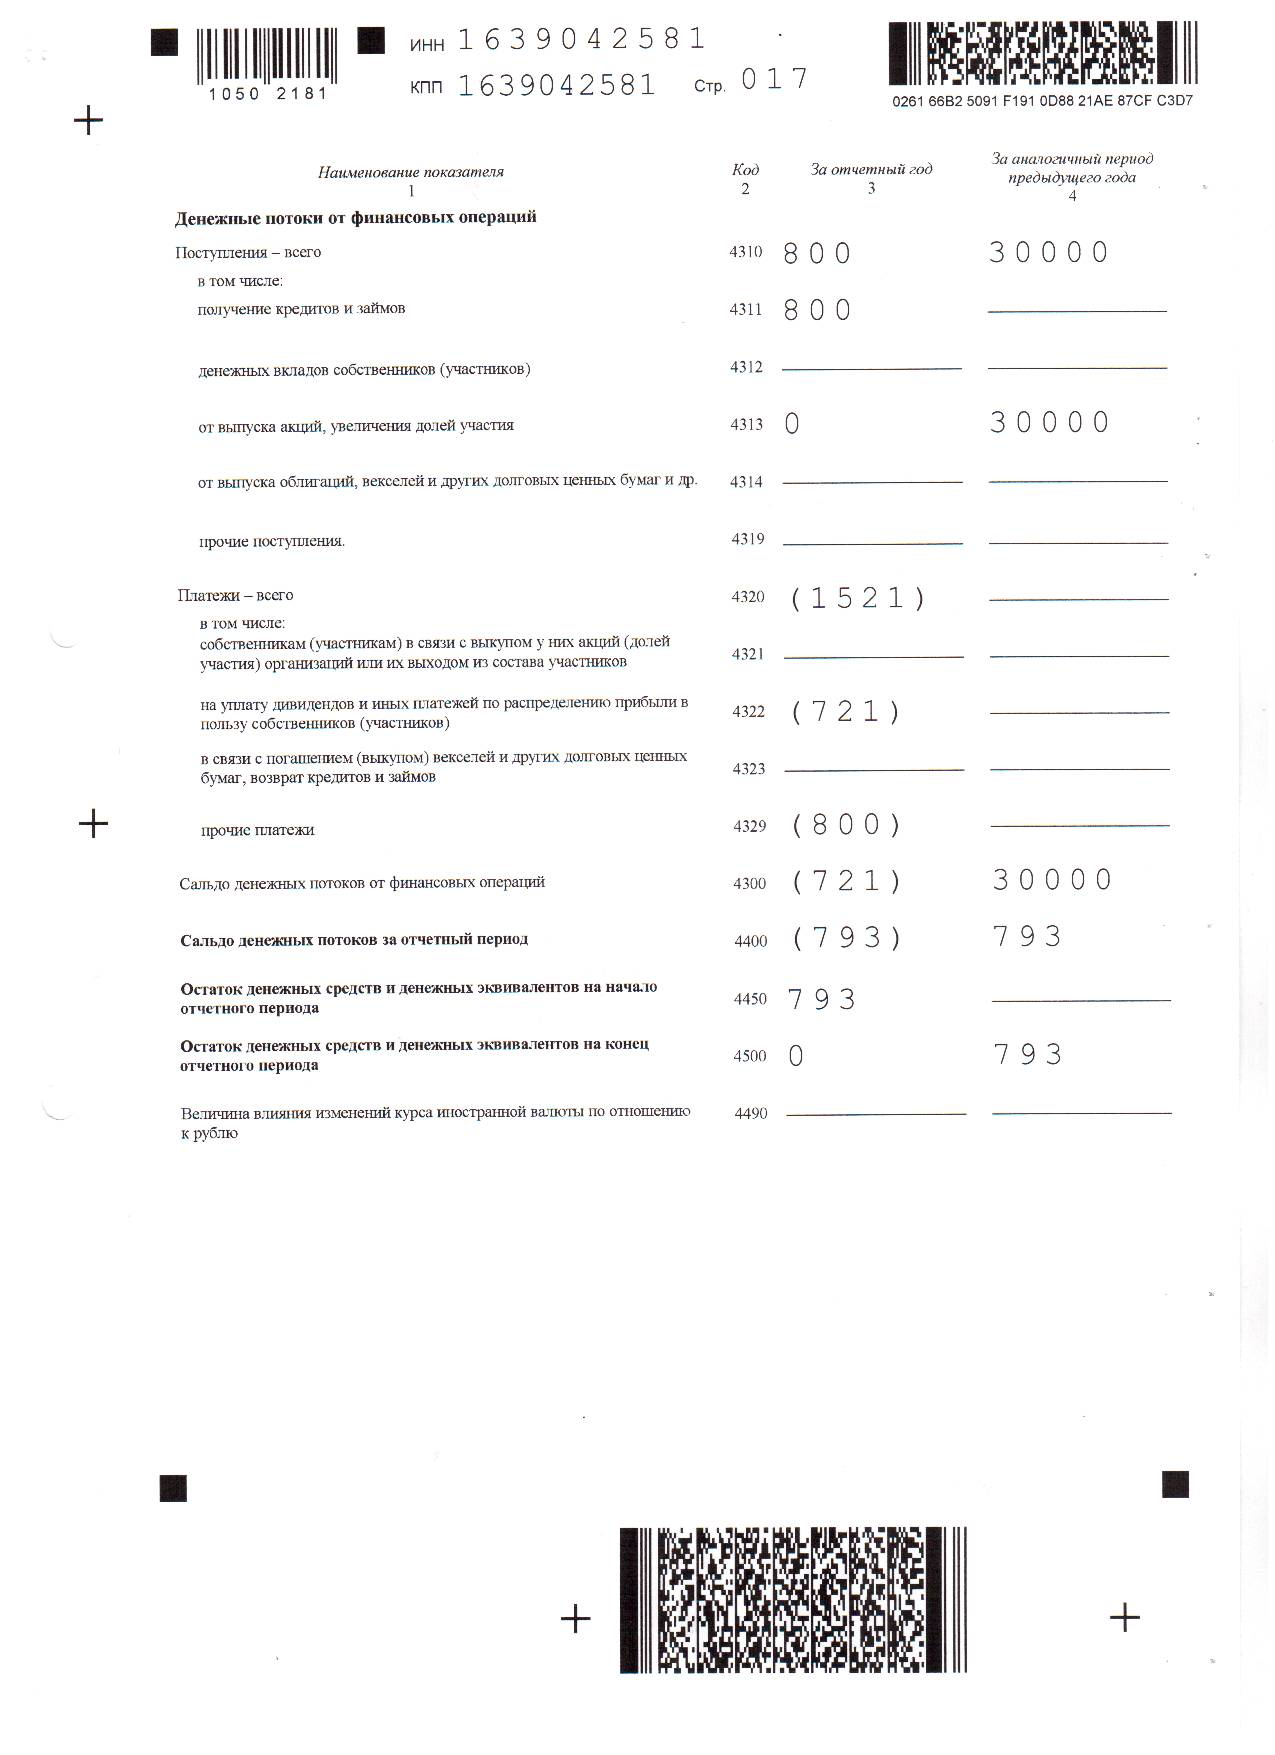 ИНН 1639042581
1050 2181
КПП 1639042581 Стр. 017
0261 66B2 5091 F191 0D88 21AE 87CF C3D7
Наименование показателя Код За отчетный год За аналогичный период предыдущего года
1 2 3 4
Денежные потоки от финансовых операций
Поступления – всего 4310 800 30000
в том числе:
получение кредитов и займов 4311 800
денежных вкладов собственников (участников) 4312
от выпуска акций, увеличения долей участия 4313 0 30000
от выпуска облигаций, векселей и других долговых ценных бумаг и др. 4314
прочие поступления. 4319
Платежи – всего 4320 (1521)
в том числе:
собственникам (участникам) в связи с выкупом у них акций (долей
участия) организаций или их выходом из состава участников 4321
на уплату дивидендов и иных платежей по распределению прибыли в
пользу собственников (участников) 4322 (721)
в связи с погашением (выкупом) векселей и других долговых ценных
бумаг, возврат кредитов и займов 4323
прочие платежи 4329 (800)
Сальдо денежных потоков от финансовых операций 4300 (721) 30000
Сальдо денежных потоков за отчетный период 4400 (793) 793
Остаток денежных средств и денежных эквивалентов на начало
отчетного периода 4450 793
Остаток денежных средств и денежных эквивалентов на конец
отчетного периода 4500 0 793
Величина влияния изменений курса иностранной валюты по отношению
к рублю 4490